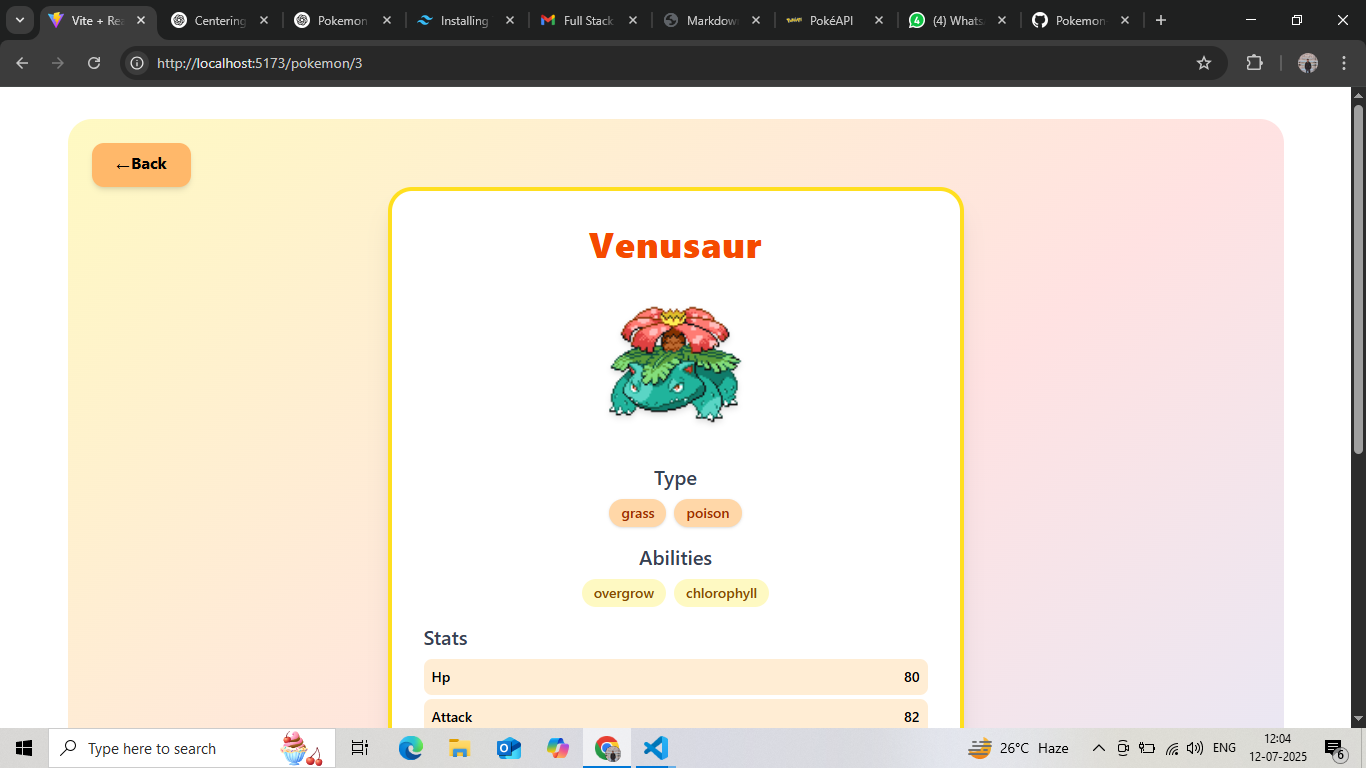 Vite + Rea
Centering
Pokemon
Installing
Full Stack
Markdown
PokéAPI
(4) Whats
Pokemon
http://localhost:5173/pokemon/3
←Back
Venusaur
Type
grass poison
Abilities
overgrow chlorophyll
Stats
Hp 80
Attack 82
Type here to search
26°C Haze
ENG
12:04
12-07-2025
6